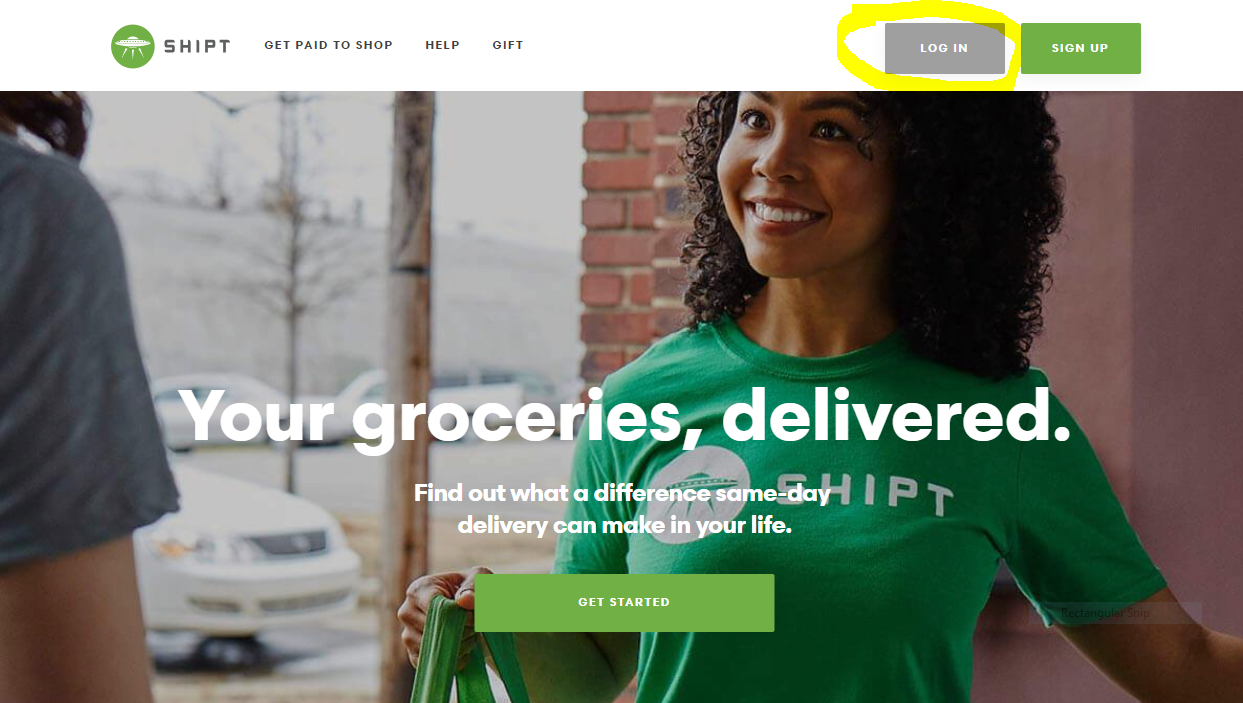 SHIPT
GET PAID TO SHOP
HELP
GIFT
LOG IN
SIGN UP
Your groceries, delivered.
SHIPT
Find out what a difference same-day
delivery can make in your life.
GET STARTED
Rectangular Snip